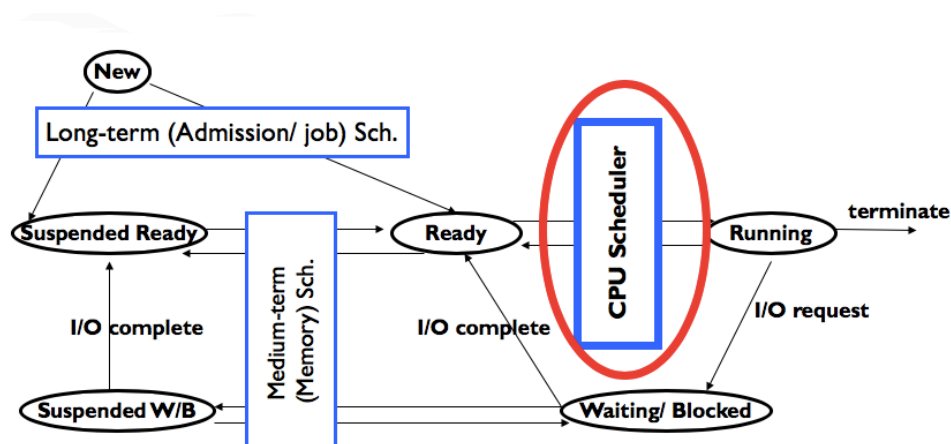 New
Long-term (Admission/ job) Sch.
Suspended Ready
Ready
CPU Scheduler
Running
terminate
Medium-term
(Memory) Sch.
I/O complete
I/O complete
I/O request
Suspended W/B
Waiting/ Blocked